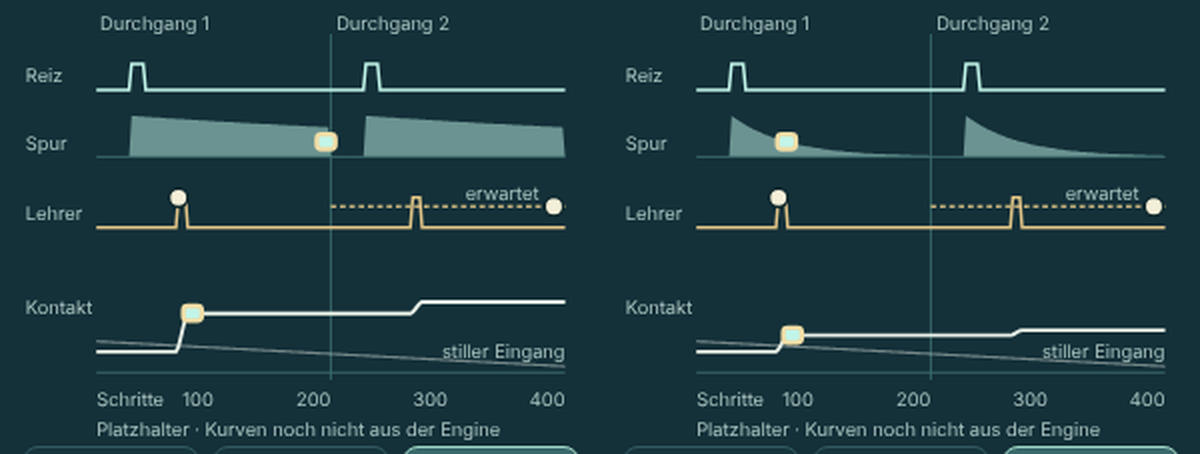 Durchgang 1 Durchgang 2
Reiz
Spur
erwartet
Lehrer
Kontakt
stiller Eingang
Schritte 100 200 300 400
Platzhalter · Kurven noch nicht aus der Engine
Durchgang 1 Durchgang 2
Reiz
Spur
erwartet
Lehrer
Kontakt
stiller Eingang
Schritte 100 200 300 400
Platzhalter · Kurven noch nicht aus der Engine